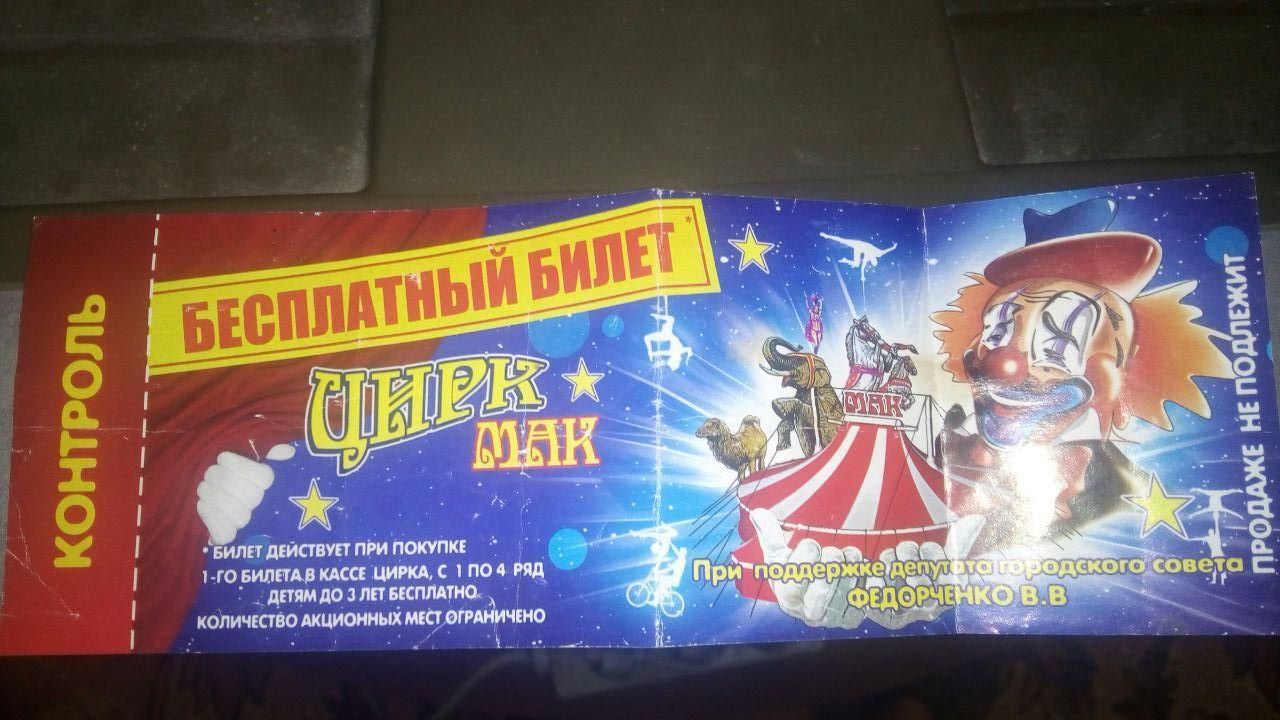 КОНТРОЛЬ
БЕСПЛАТНЫЙ БИЛЕТ*
ЦИРК
МАК
* БИЛЕТ ДЕЙСТВУЕТ ПРИ ПОКУПКЕ
1-ГО БИЛЕТА В КАССЕ ЦИРКА, С 1 ПО 4 РЯД
ДЕТЯМ ДО 3 ЛЕТ БЕСПЛАТНО
КОЛИЧЕСТВО АКЦИОННЫХ МЕСТ ОГРАНИЧЕНО
МАК
При поддержке депутата городского совета
ФЕДОРЧЕНКО В.В
ПРОДАЖЕ НЕ ПОДЛЕЖИТ